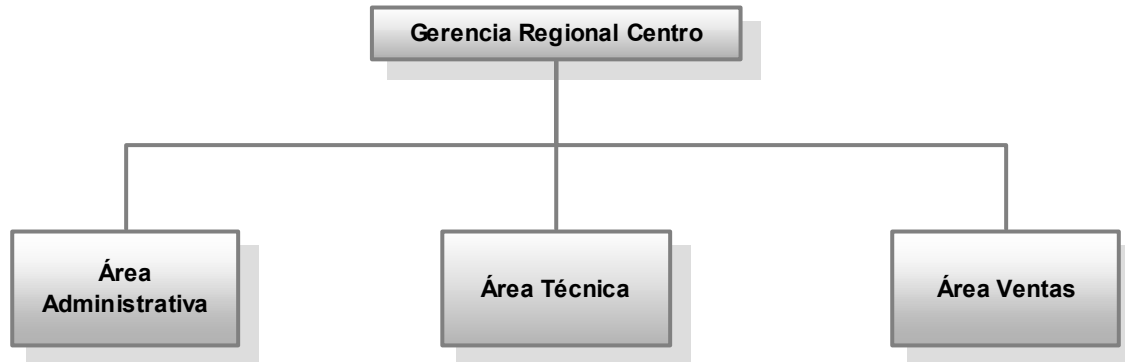 Gerencia Regional Centro
Área
Administrativa
Área Técnica
Área Ventas